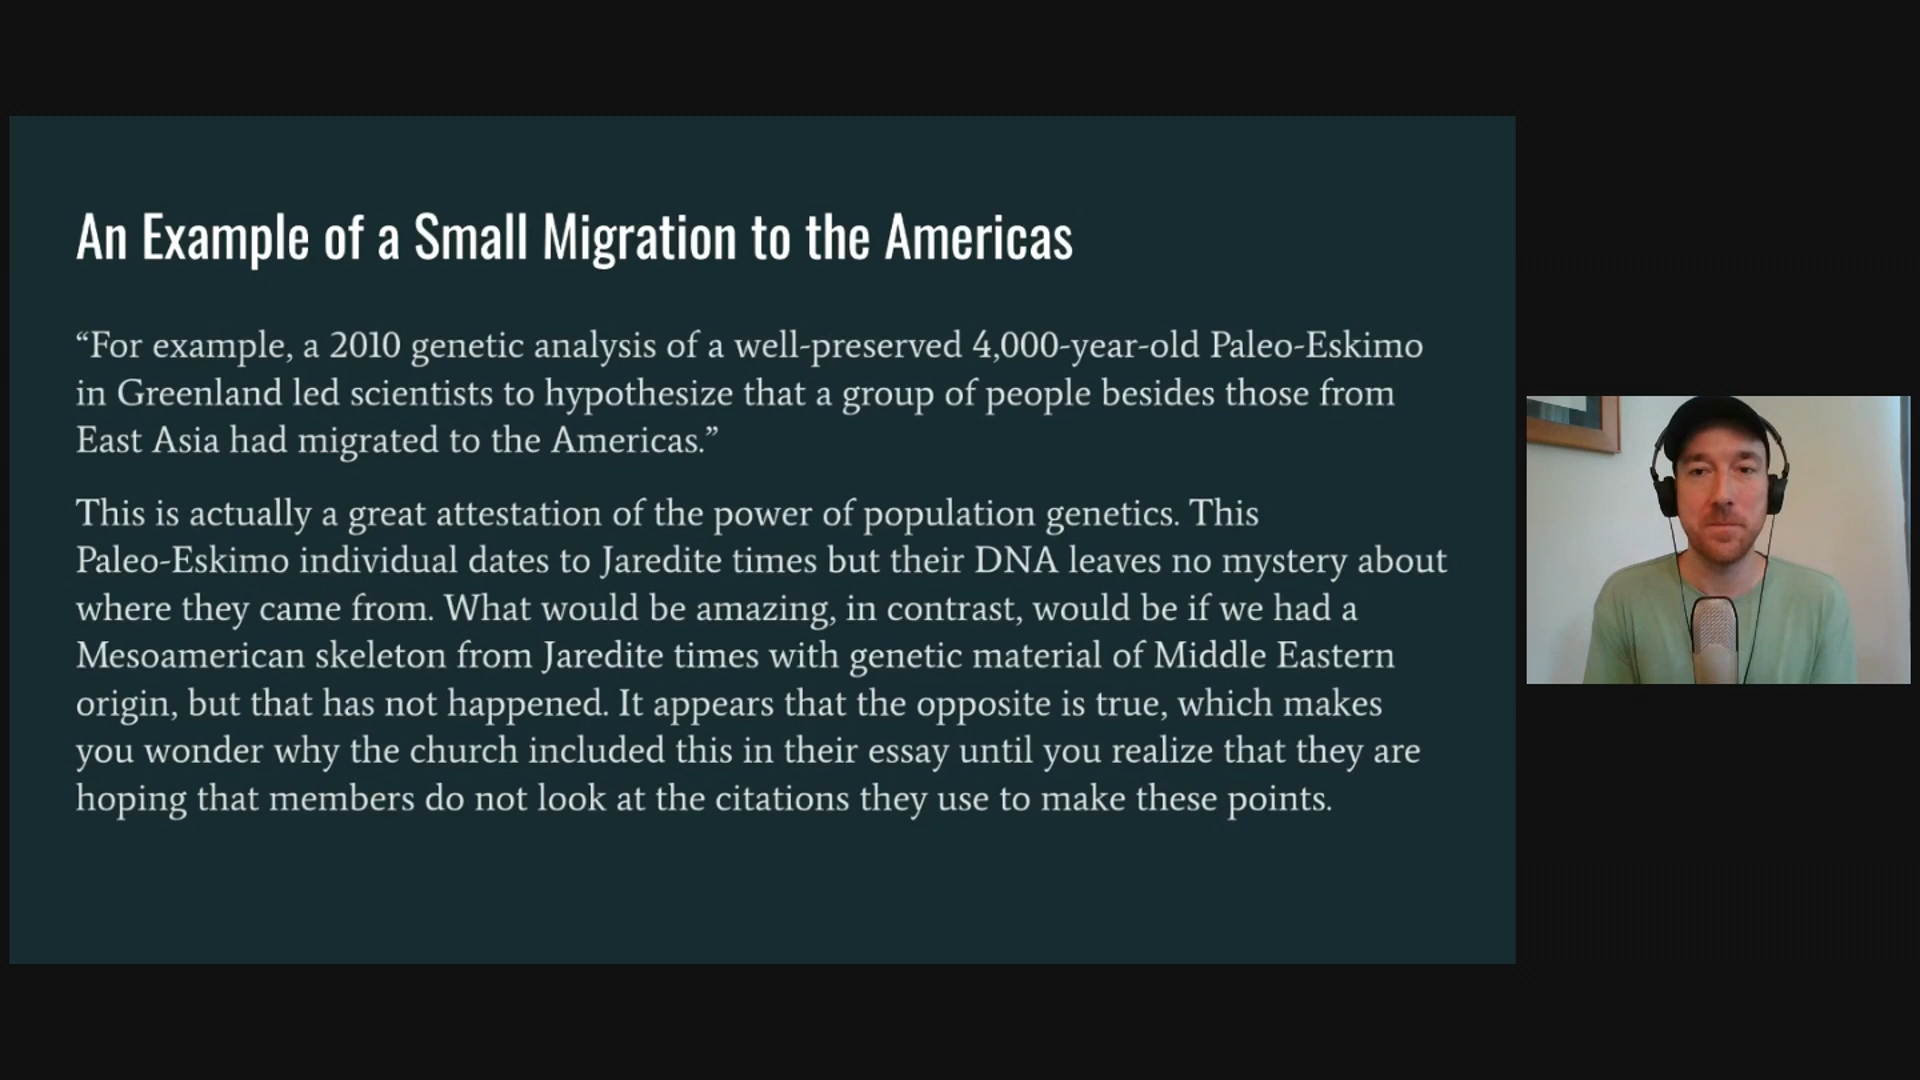 An Example of a Small Migration to the Americas
“For example, a 2010 genetic analysis of a well-preserved 4,000-year-old Paleo-Eskimo
in Greenland led scientists to hypothesize that a group of people besides those from
East Asia had migrated to the Americas.”
This is actually a great attestation of the power of population genetics. This
Paleo-Eskimo individual dates to Jaredite times but their DNA leaves no mystery about
where they came from. What would be amazing, in contrast, would be if we had a
Mesoamerican skeleton from Jaredite times with genetic material of Middle Eastern
origin, but that has not happened. It appears that the opposite is true, which makes
you wonder why the church included this in their essay until you realize that they are
hoping that members do not look at the citations they use to make these points.